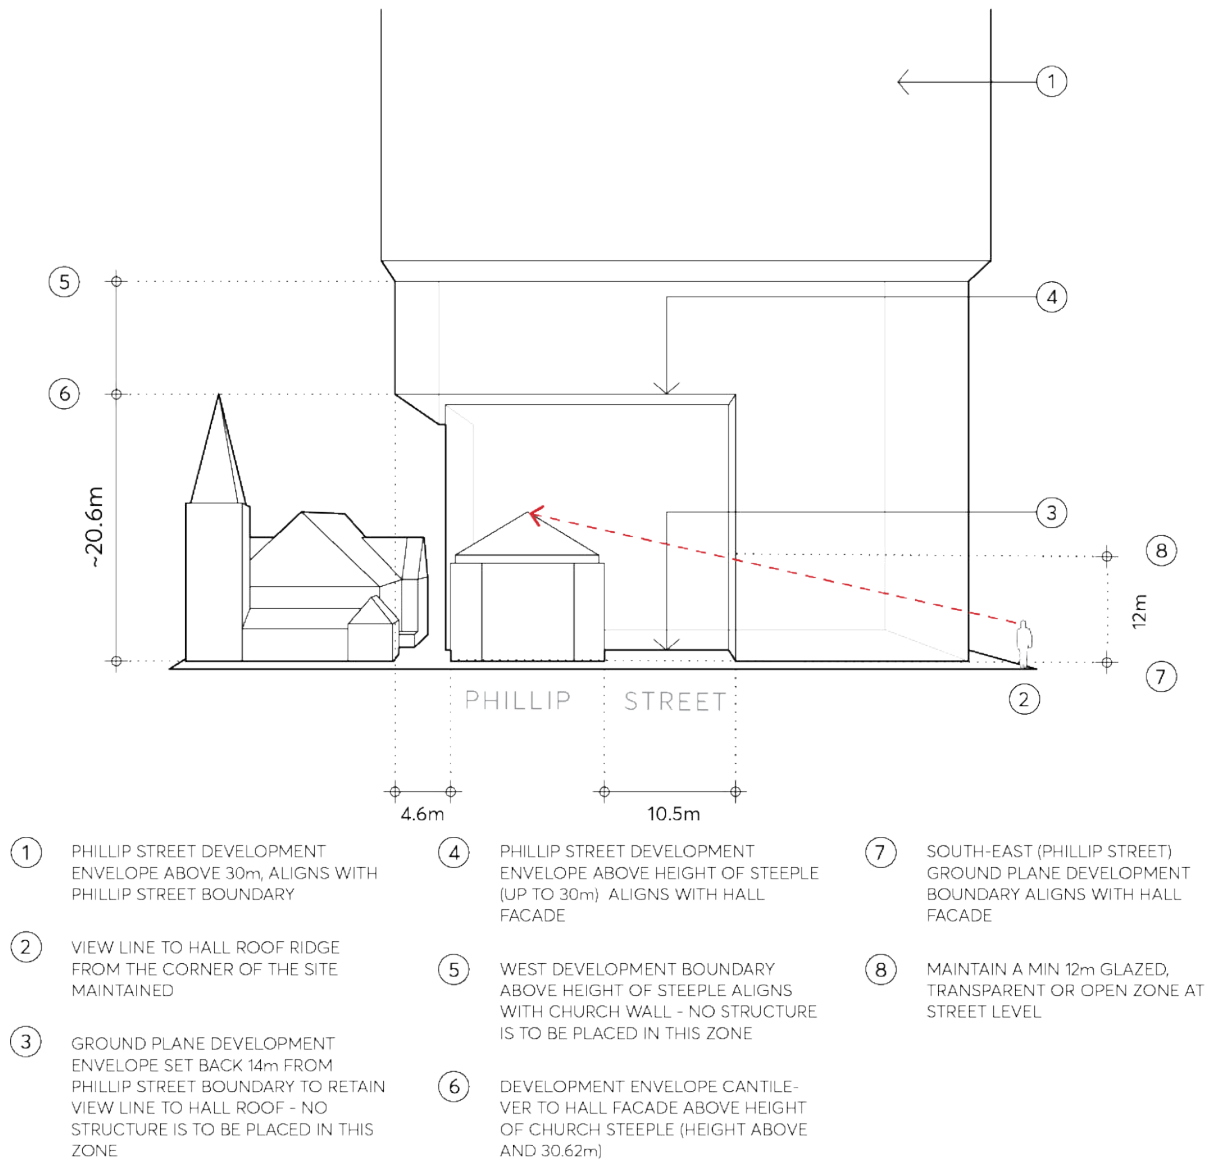 1
5
4
6
~20.6m
3
8
12m
7
PHILLIP STREET
2
4.6m
10.5m
1 PHILLIP STREET DEVELOPMENT
ENVELOPE ABOVE 30m, ALIGNS WITH
PHILLIP STREET BOUNDARY
2 VIEW LINE TO HALL ROOF RIDGE
FROM THE CORNER OF THE SITE
MAINTAINED
3 GROUND PLANE DEVELOPMENT
ENVELOPE SET BACK 14m FROM
PHILLIP STREET BOUNDARY TO RETAIN
VIEW LINE TO HALL ROOF - NO
STRUCTURE IS TO BE PLACED IN THIS
ZONE
4 PHILLIP STREET DEVELOPMENT
ENVELOPE ABOVE HEIGHT OF STEEPLE
(UP TO 30m) ALIGNS WITH HALL
FACADE
5 WEST DEVELOPMENT BOUNDARY
ABOVE HEIGHT OF STEEPLE ALIGNS
WITH CHURCH WALL - NO STRUCTURE
IS TO BE PLACED IN THIS ZONE
6 DEVELOPMENT ENVELOPE CANTILE-
VER TO HALL FACADE ABOVE HEIGHT
OF CHURCH STEEPLE (HEIGHT ABOVE
AND 30.62m)
7 SOUTH-EAST (PHILLIP STREET)
GROUND PLANE DEVELOPMENT
BOUNDARY ALIGNS WITH HALL
FACADE
8 MAINTAIN A MIN 12m GLAZED,
TRANSPARENT OR OPEN ZONE AT
STREET LEVEL